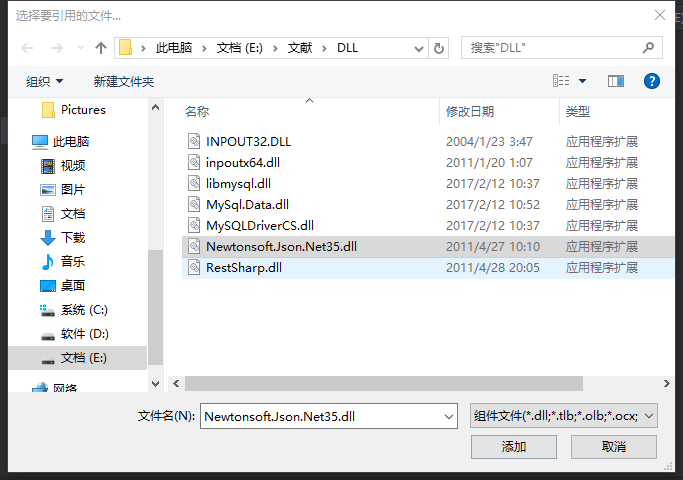 选择要引用的文件...
此电脑 文档 (E:) 文献 DLL
搜索"DLL"
组织 新建文件夹
Pictures
此电脑
视频
图片
文档
下载
音乐
桌面
系统 (C:)
软件 (D:)
文档 (E:)
网络
名称 修改日期 类型
INPOUT32.DLL 2004/1/23 3:47 应用程序扩展
inpoutx64.dll 2011/1/20 1:07 应用程序扩展
libmysql.dll 2017/2/12 10:37 应用程序扩展
MySql.Data.dll 2017/2/12 10:52 应用程序扩展
MySQLDriverCS.dll 2017/2/12 10:37 应用程序扩展
Newtonsoft.Json.Net35.dll 2011/4/27 10:10 应用程序扩展
RestSharp.dll 2011/4/28 20:05 应用程序扩展
文件名(N): Newtonsoft.Json.Net35.dll 组件文件(*.dll;*.tlb;*.olb;*.ocx;
添加 取消